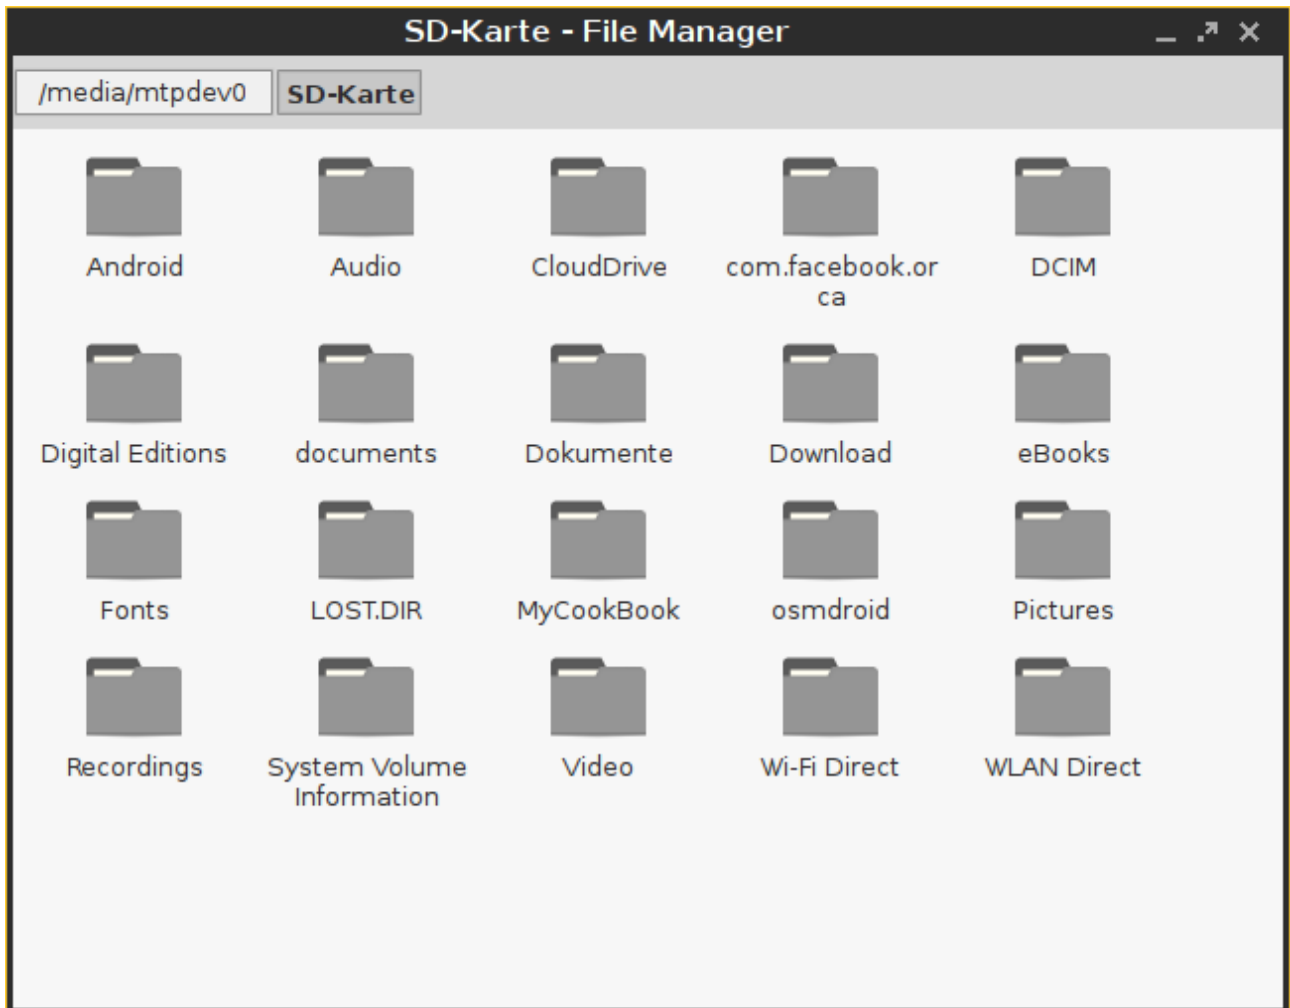 SD-Karte - File Manager
/media/mtpdev0 SD-Karte
Android Audio CloudDrive com.facebook.or DCIM
ca
Digital Editions documents Dokumente Download eBooks
Fonts LOST.DIR MyCookBook osmdroid Pictures
Recordings System Volume Video Wi-Fi Direct WLAN Direct
Information